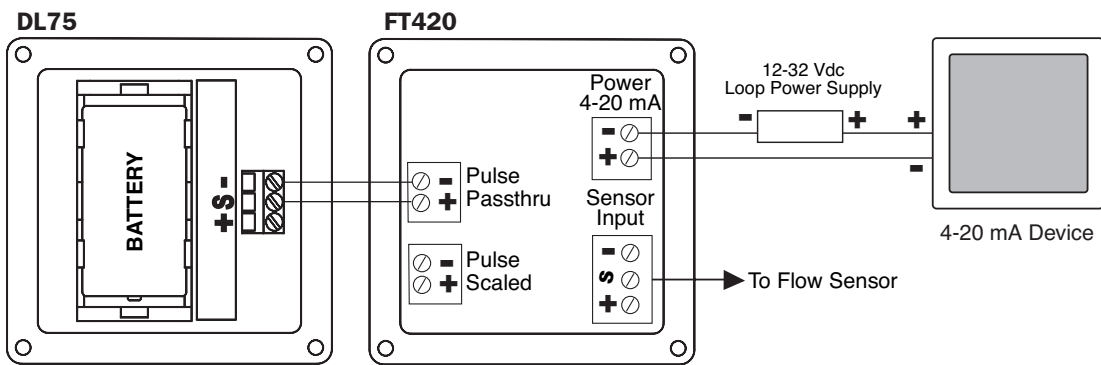 DL75
BATTERY
+ S -
FT420
Power
4-20 mA
-
+
Pulse
Passthru
-
+
Pulse
Scaled
-
+
Sensor
Input
-
S
+
To Flow Sensor
12-32 Vdc
Loop Power Supply
- +
+
-
4-20 mA Device